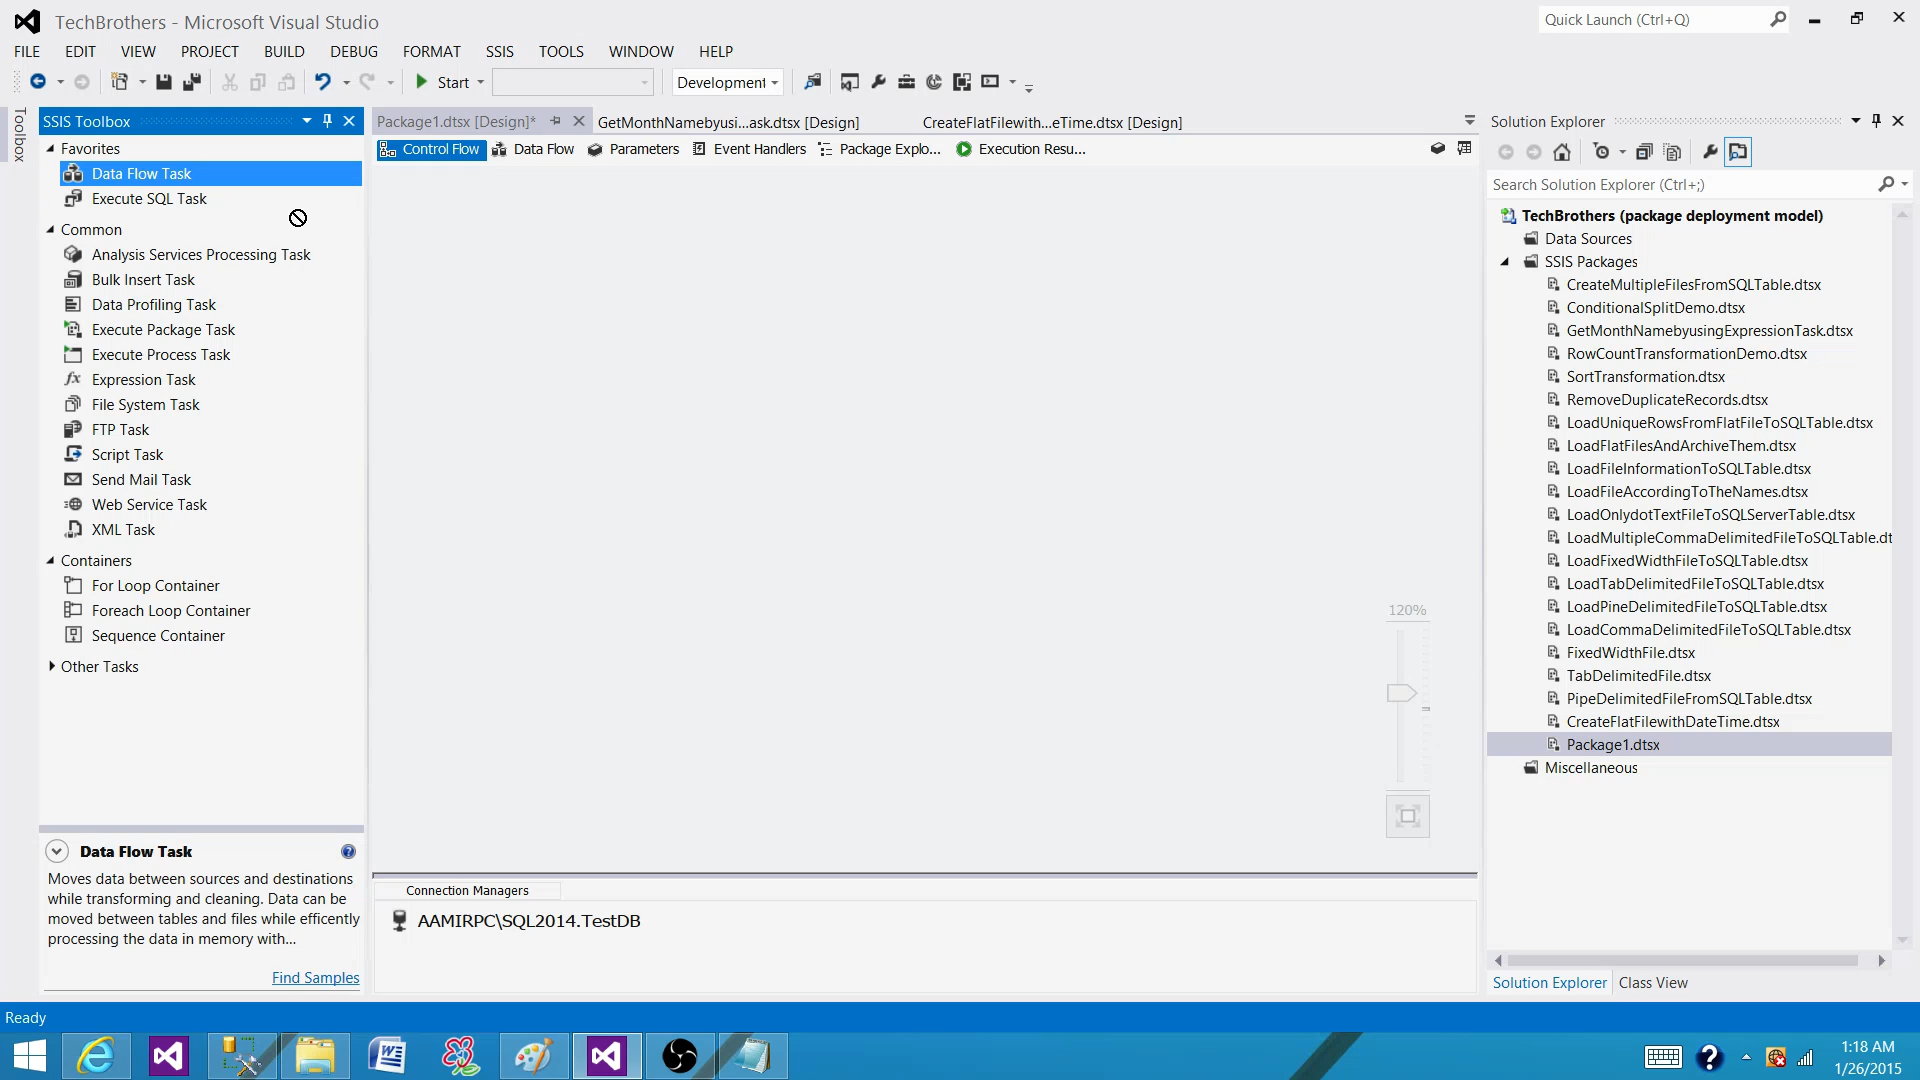 TechBrothers - Microsoft Visual Studio
Quick Launch (Ctrl+Q)
FILE EDIT VIEW PROJECT BUILD DEBUG FORMAT SSIS TOOLS WINDOW HELP
Start
Development
Toolbox
SSIS Toolbox
Favorites
Data Flow Task
Execute SQL Task
Common
Analysis Services Processing Task
Bulk Insert Task
Data Profiling Task
Execute Package Task
Execute Process Task
Expression Task
File System Task
FTP Task
Script Task
Send Mail Task
Web Service Task
XML Task
Containers
For Loop Container
Foreach Loop Container
Sequence Container
Other Tasks
Data Flow Task
Moves data between sources and destinations
while transforming and cleaning. Data can be
moved between tables and files while efficently
processing the data in memory with...
Find Samples
Package1.dtsx [Design]* GetMonthNamebyusi...ask.dtsx [Design] CreateFlatFilewith...eTime.dtsx [Design]
Control Flow Data Flow Parameters Event Handlers Package Explo... Execution Resu...
120%
Connection Managers
AAMIRPC\SQL2014.TestDB
Solution Explorer
Search Solution Explorer (Ctrl+;)
TechBrothers (package deployment model)
Data Sources
SSIS Packages
CreateMultipleFilesFromSQLTable.dtsx
ConditionalSplitDemo.dtsx
GetMonthNamebyusingExpressionTask.dtsx
RowCountTransformationDemo.dtsx
SortTransformation.dtsx
RemoveDuplicateRecords.dtsx
LoadUniqueRowsFromFlatFileToSQLTable.dtsx
LoadFlatFilesAndArchiveThem.dtsx
LoadFileInformationToSQLTable.dtsx
LoadFileAccordingToTheNames.dtsx
LoadOnlydotTextFileToSQLServerTable.dtsx
LoadMultipleCommaDelimitedFileToSQLTable.dt
LoadFixedWidthFileToSQLTable.dtsx
LoadTabDelimitedFileToSQLTable.dtsx
LoadPineDelimitedFileToSQLTable.dtsx
LoadCommaDelimitedFileToSQLTable.dtsx
FixedWidthFile.dtsx
TabDelimitedFile.dtsx
PipeDelimitedFileFromSQLTable.dtsx
CreateFlatFilewithDateTime.dtsx
Package1.dtsx
Miscellaneous
Solution Explorer Class View
Ready
1:18 AM
1/26/2015